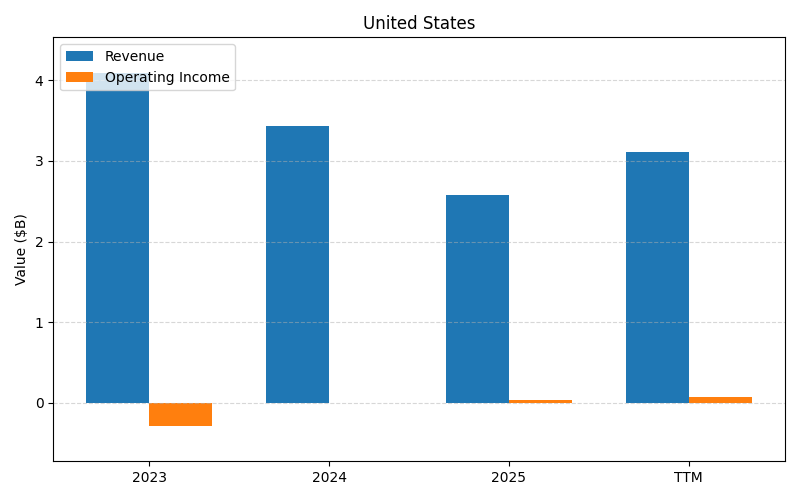 United States
Revenue
Operating Income
Value ($B)
4
3
2
1
0
2023
2024
2025
TTM